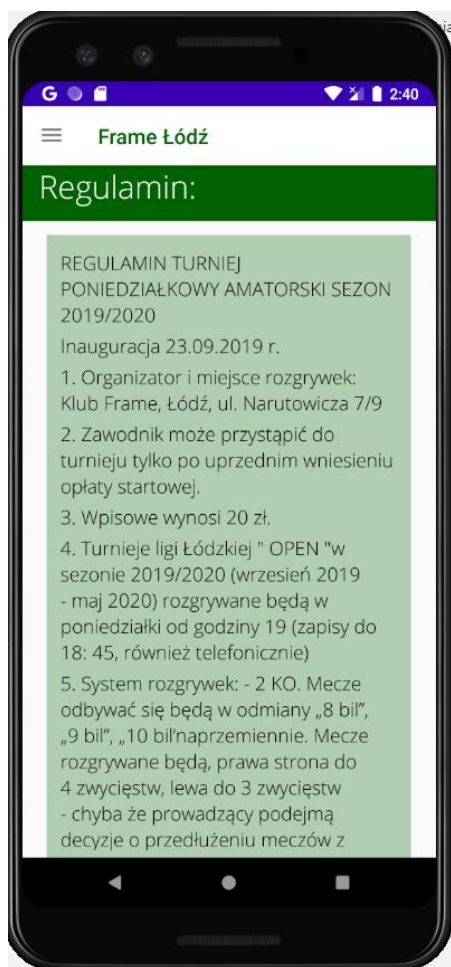 G 2:40
Frame Łódź
Regulamin:
REGULAMIN TURNIEJ
PONIEDZIAŁKOWY AMATORSKI SEZON
2019/2020
Inauguracja 23.09.2019 r.
1. Organizator i miejsce rozgrywek:
Klub Frame, Łódź, ul. Narutowicza 7/9
2. Zawodnik może przystąpić do
turnieju tylko po uprzednim wniesieniu
opłaty startowej.
3. Wpisowe wynosi 20 zł.
4. Turnieje ligi Łódzkiej " OPEN "w
sezonie 2019/2020 (wrzesień 2019
- maj 2020) rozgrywane będą w
poniedziałki od godziny 19 (zapisy do
18: 45, również telefonicznie)
5. System rozgrywek: - 2 KO. Mecze
odbywać się będą w odmiany „8 bil”,
„9 bil”, „10 bil’naprzemiennie. Mecze
rozgrywane będą, prawa strona do
4 zwycięstw, lewa do 3 zwycięstw
- chyba że prowadzący podejmą
decyzje o przedłużeniu meczów z